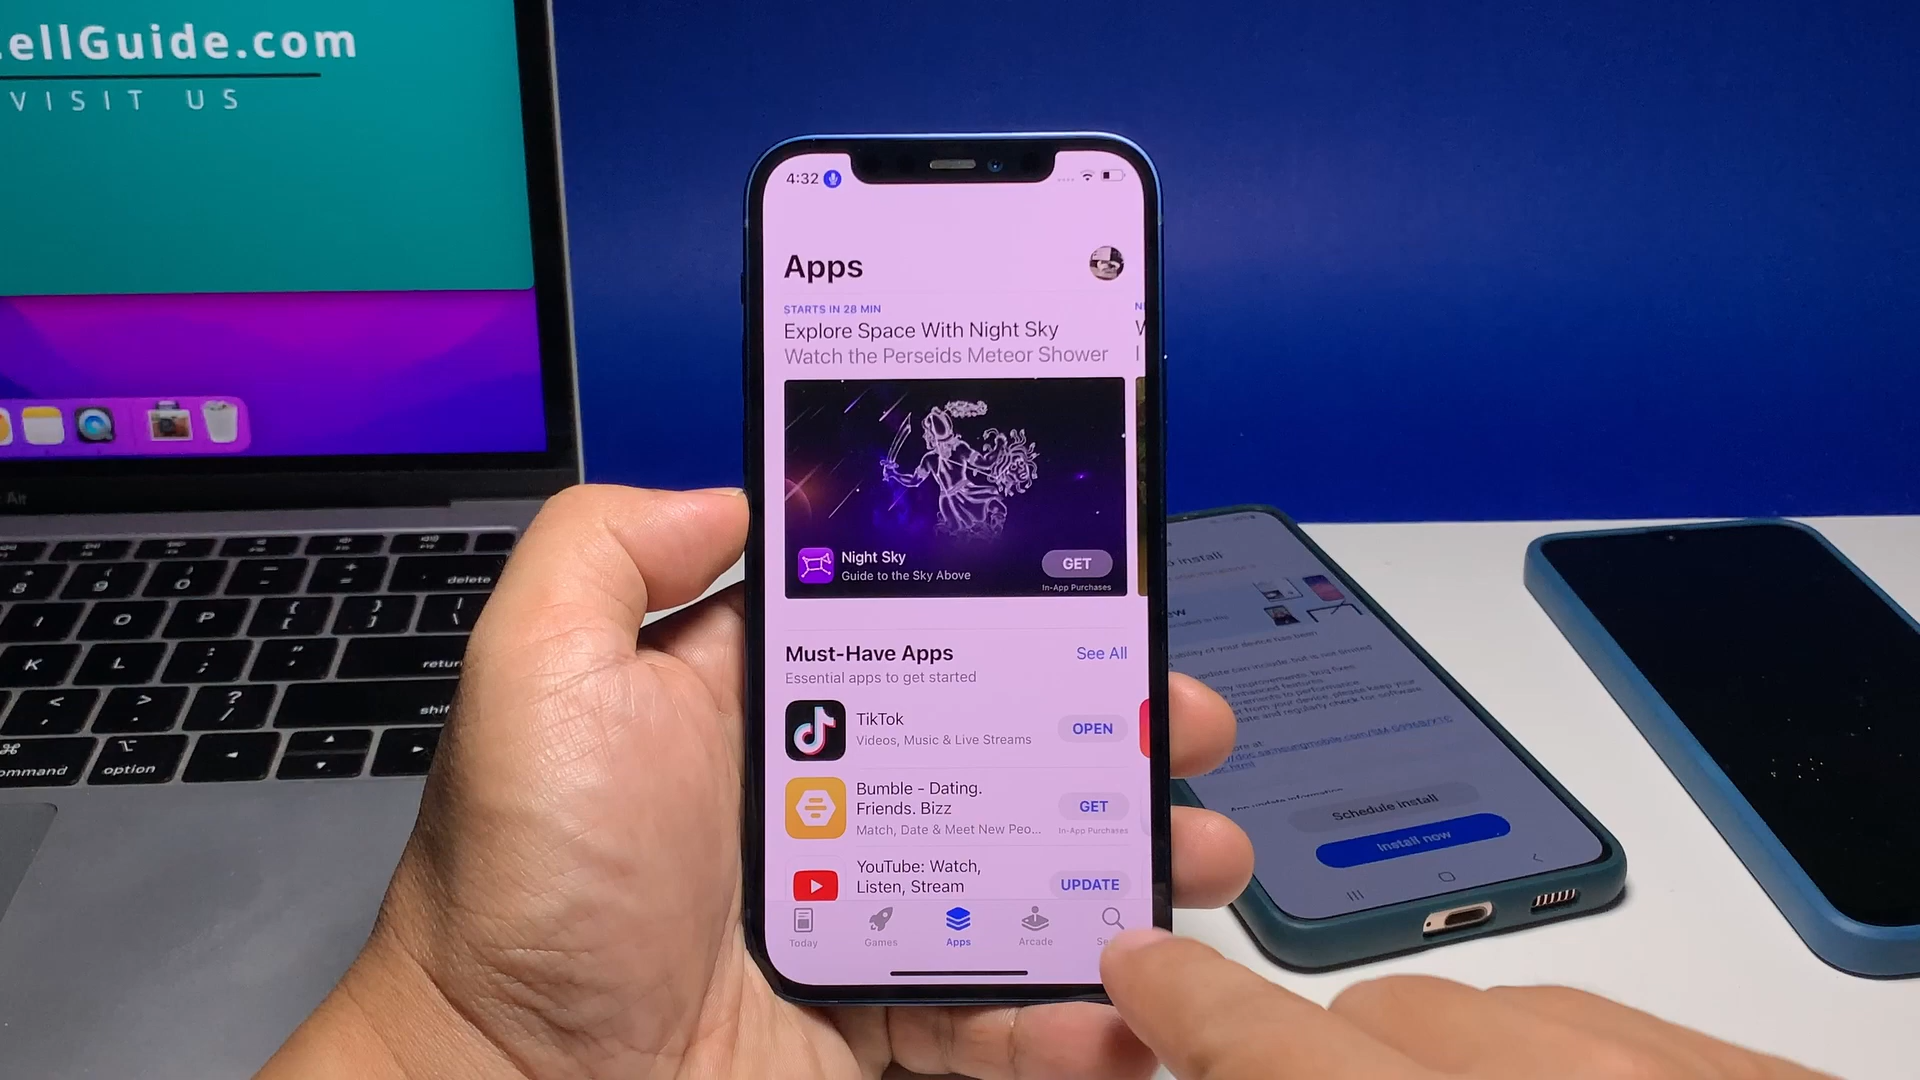 ellGuide.com
VISIT US
4:32
Apps
STARTS IN 28 MIN
Explore Space With Night Sky
Watch the Perseids Meteor Shower
Night Sky
Guide to the Sky Above
GET
In-App Purchases
Must-Have Apps
See All
Essential apps to get started
TikTok
Videos, Music & Live Streams
OPEN
Bumble - Dating.
Friends. Bizz
Match, Date & Meet New Peo...
GET
In-App Purchases
YouTube: Watch,
Listen, Stream
UPDATE
Today
Games
Apps
Arcade
Air
delete
return
shif
ommand
option
O
P
K
L
install
Schedule install
Install now